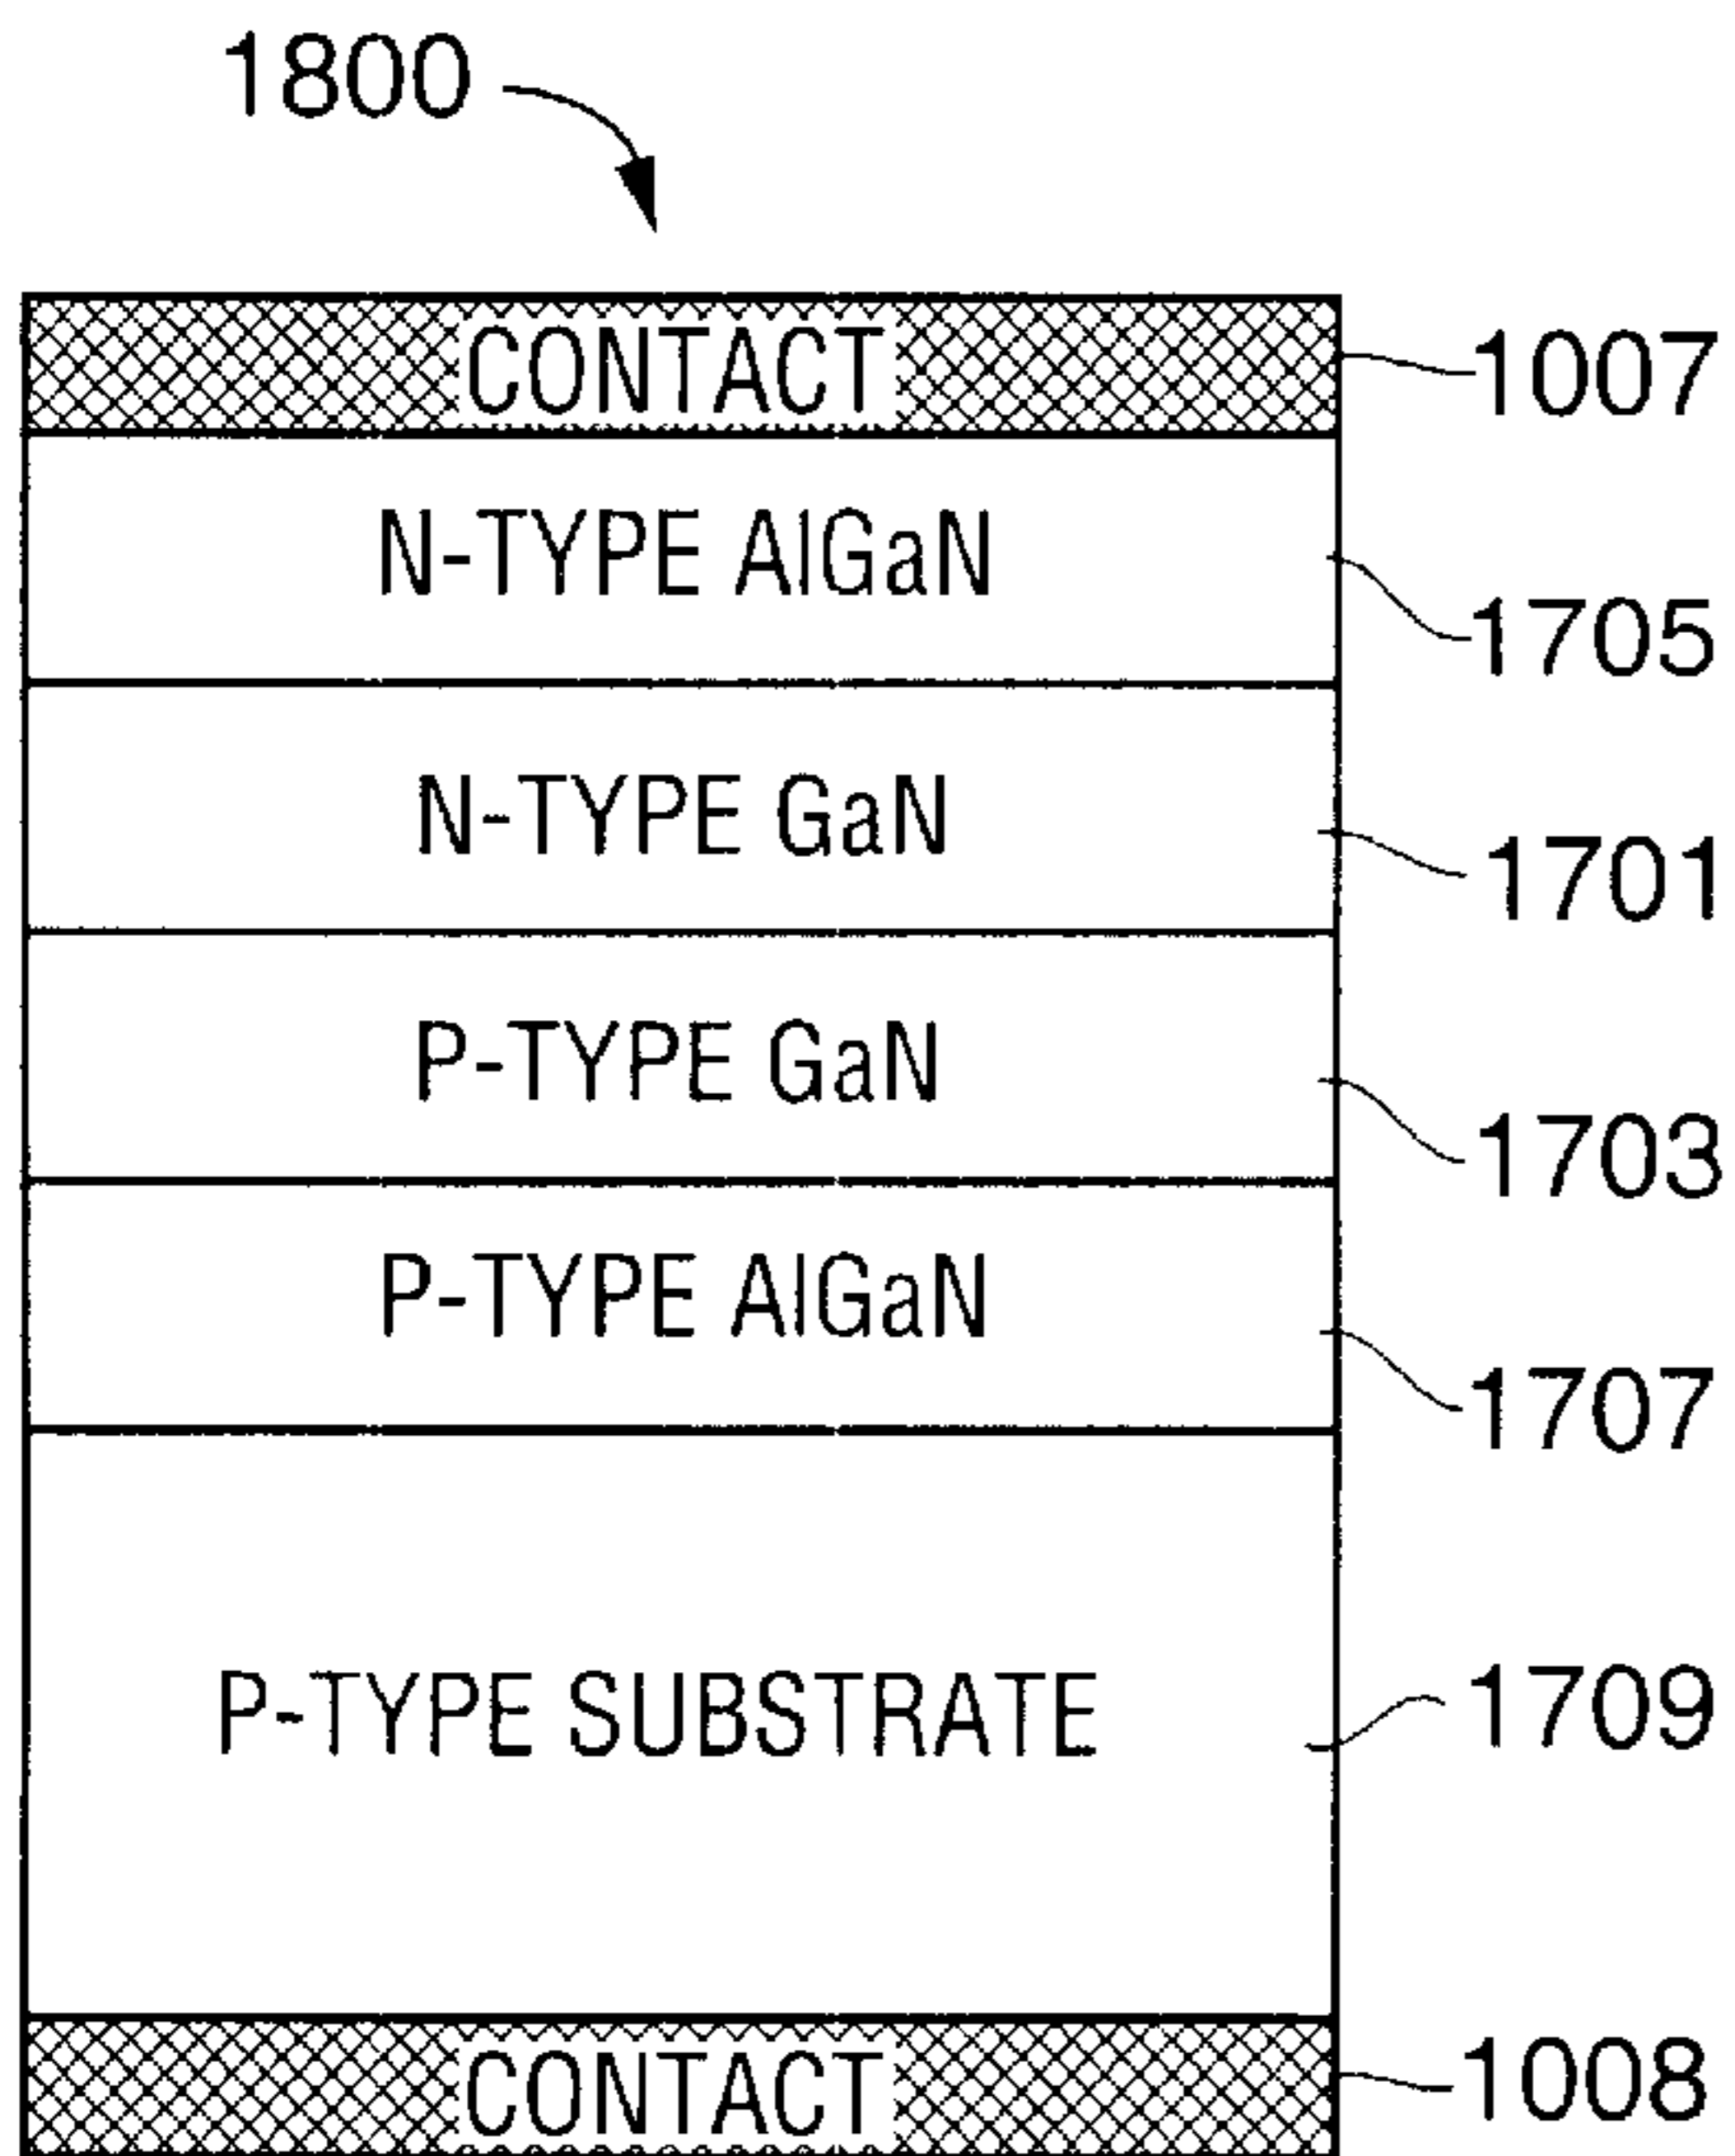 1800
CONTACT
1007
N-TYPE AlGaN
1705
N-TYPE GaN
1701
P-TYPE GaN
1703
P-TYPE AlGaN
1707
P-TYPE SUBSTRATE
1709
CONTACT
1008